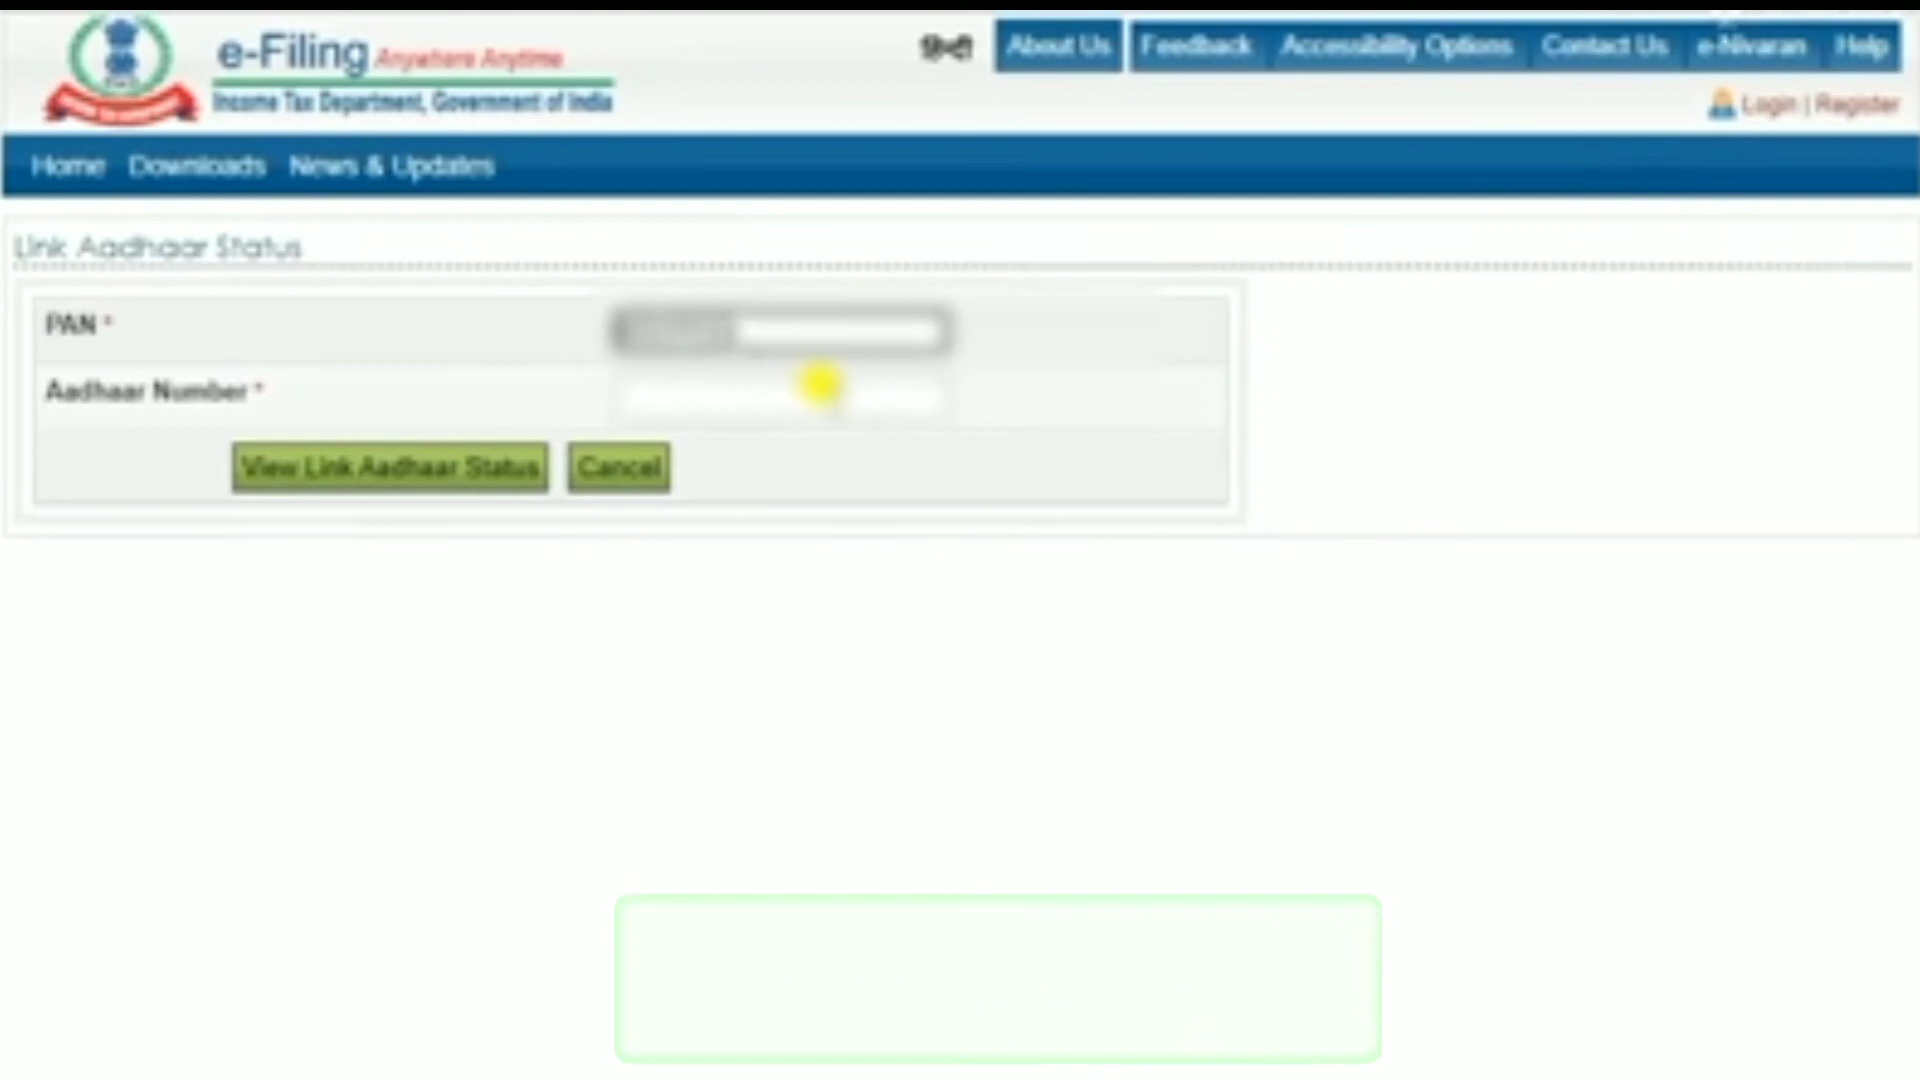 e-Filing Anywhere Anytime
Income Tax Department, Government of India
हिन्दी About Us Feedback Accessibility Options Contact Us e-Nivaran Help
Login | Register
Home Downloads News & Updates
Link Aadhaar Status
PAN *
Aadhaar Number *
View Link Aadhaar Status Cancel